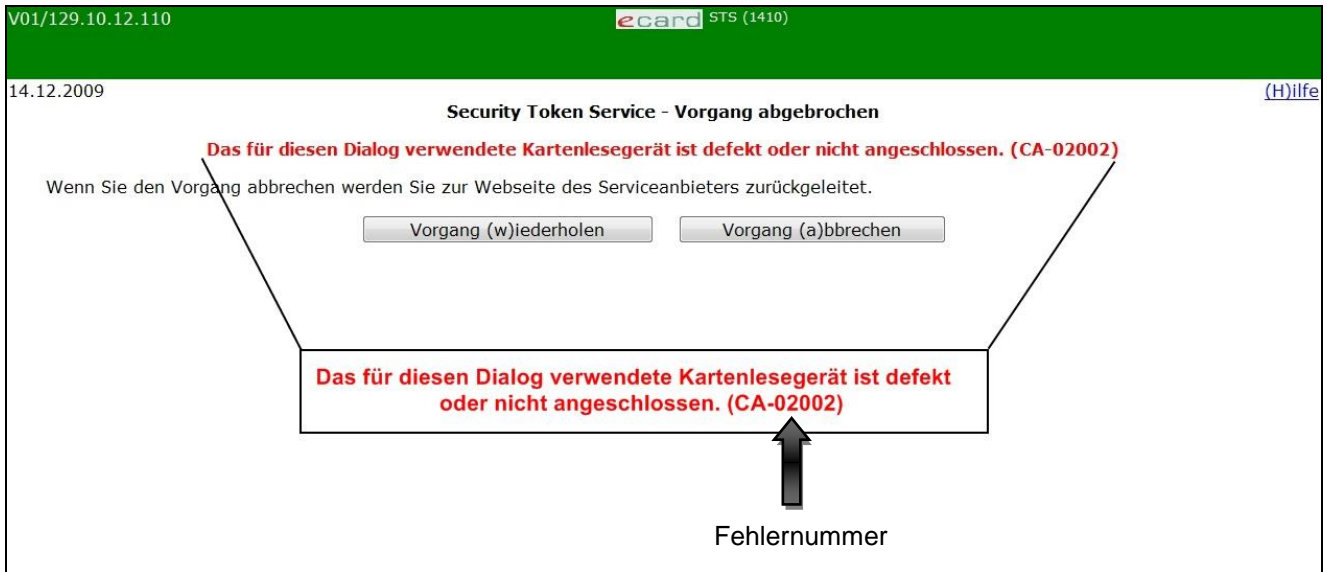 V01/129.10.12.110 ecard STS (1410)
14.12.2009 (H)ilfe
Security Token Service - Vorgang abgebrochen
Das für diesen Dialog verwendete Kartenlesegerät ist defekt oder nicht angeschlossen. (CA-02002)
Wenn Sie den Vorgang abbrechen werden Sie zur Webseite des Serviceanbieters zurückgeleitet.
Vorgang (w)iederholen Vorgang (a)bbrechen
Das für diesen Dialog verwendete Kartenlesegerät ist defekt
oder nicht angeschlossen. (CA-02002)
Fehlernummer